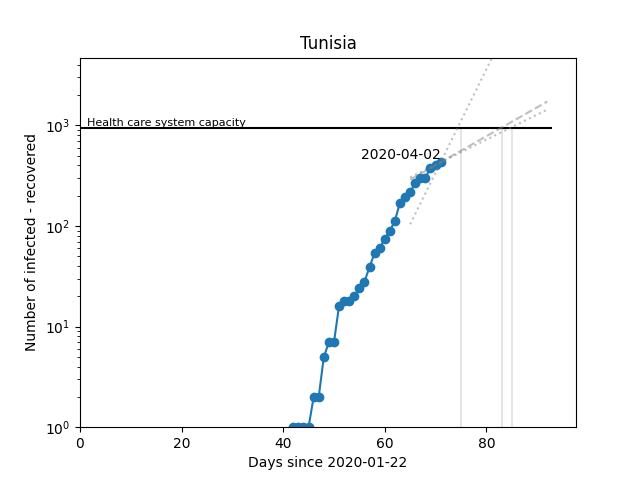 Tunisia
Number of infected - recovered
10³
10²
10¹
10⁰
Health care system capacity
2020-04-02
0 20 40 60 80
Days since 2020-01-22